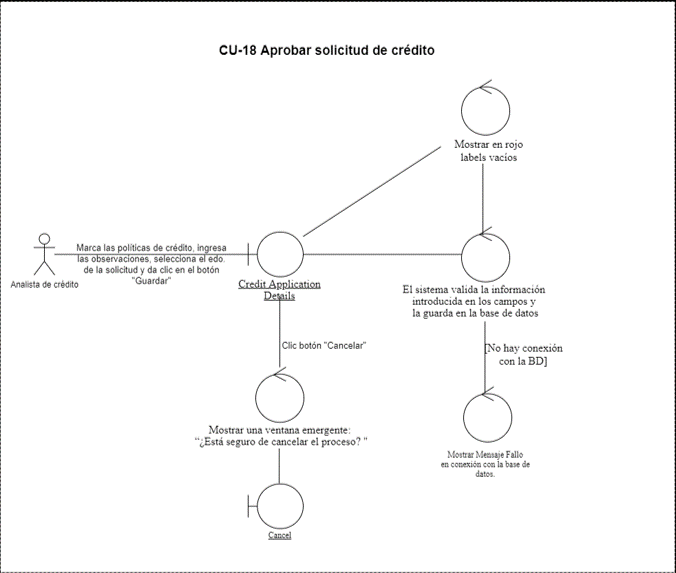 CU-18 Aprobar solicitud de crédito
Mostrar en rojo
labels vacíos
Marca las políticas de crédito, ingresa
las observaciones, selecciona el edo.
de la solicitud y da clic en el botón
"Guardar"
Analista de crédito
Credit Application
Details
El sistema valida la información
introducida en los campos y
la guarda en la base de datos
Clic botón "Cancelar"
[No hay conexión
con la BD]
Mostrar una ventana emergente:
“¿Está seguro de cancelar el proceso? ”
Mostrar Mensaje Fallo
en conexión con la base de
datos.
Cancel